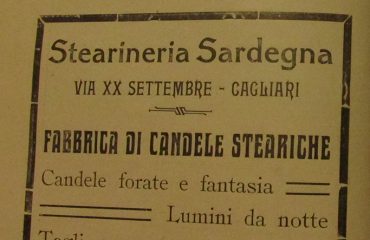 Stearineria Sardegna
VIA XX SETTEMBRE - CAGLIARI
FABBRICA DI CANDELE STEARICHE
Candele forate e fantasia
Lumini da notte